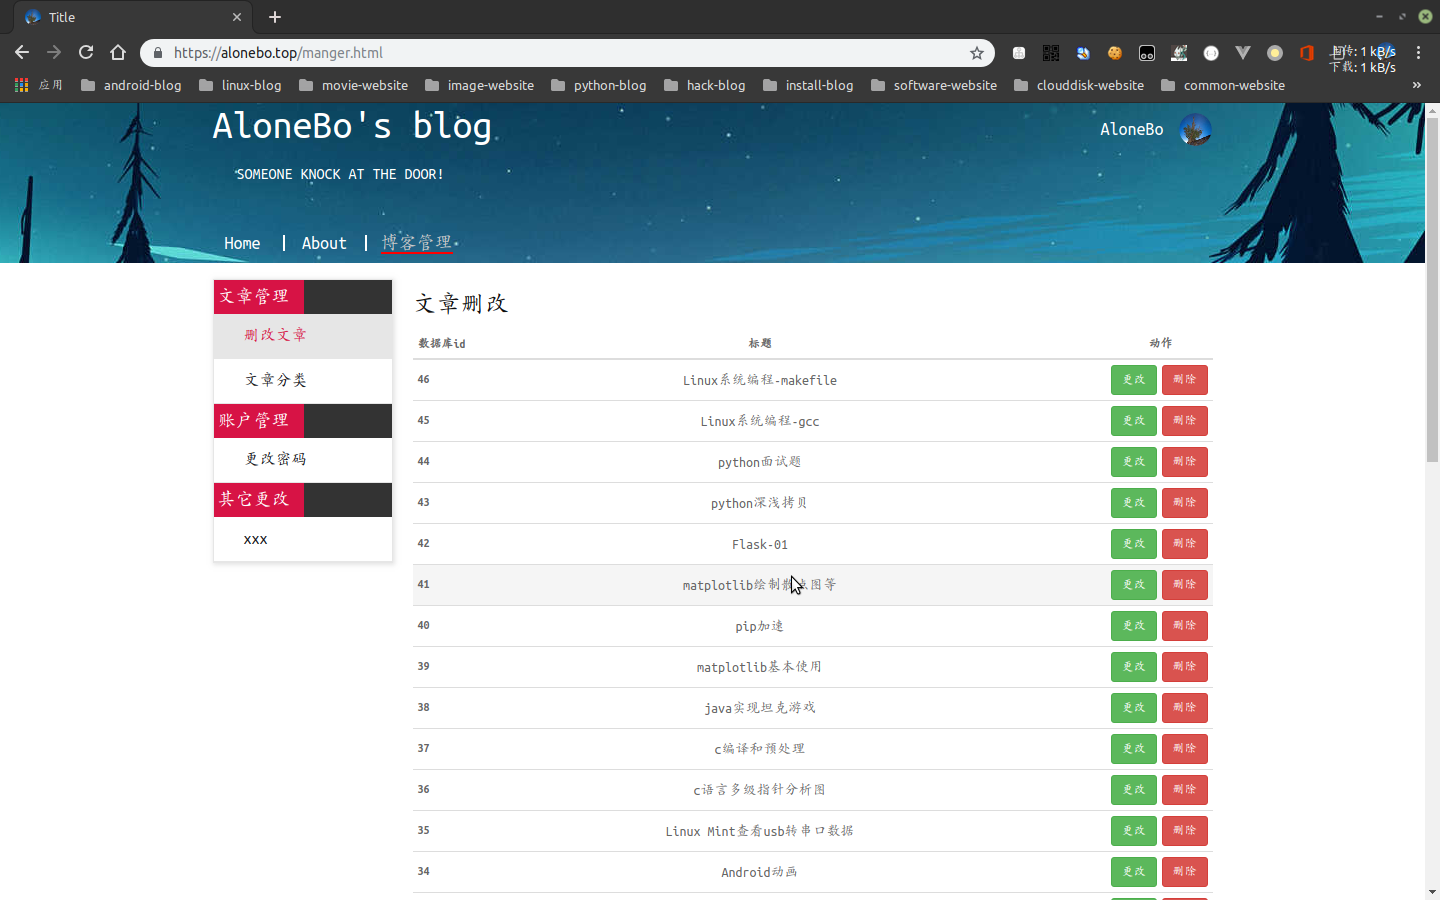 Title
https://alonebo.top/manger.html
: 1 kB/s
下载: 1 kB/s
应用
android-blog
linux-blog
movie-website
image-website
python-blog
hack-blog
install-blog
software-website
clouddisk-website
common-website
»
AloneBo's blog
AloneBo
SOMEONE KNOCK AT THE DOOR!
Home | About | 博客管理
文章管理
删改文章
文章分类
账户管理
更改密码
其它更改
xxx
文章删改
数据库id 标题 动作
46 Linux系统编程-makefile 更改 删除
45 Linux系统编程-gcc 更改 删除
44 python面试题 更改 删除
43 python深浅拷贝 更改 删除
42 Flask-01 更改 删除
41 matplotlib绘制散点图等 更改 删除
40 pip加速 更改 删除
39 matplotlib基本使用 更改 删除
38 java实现坦克游戏 更改 删除
37 c编译和预处理 更改 删除
36 c语言多级指针分析图 更改 删除
35 Linux Mint查看usb转串口数据 更改 删除
34 Android动画 更改 删除